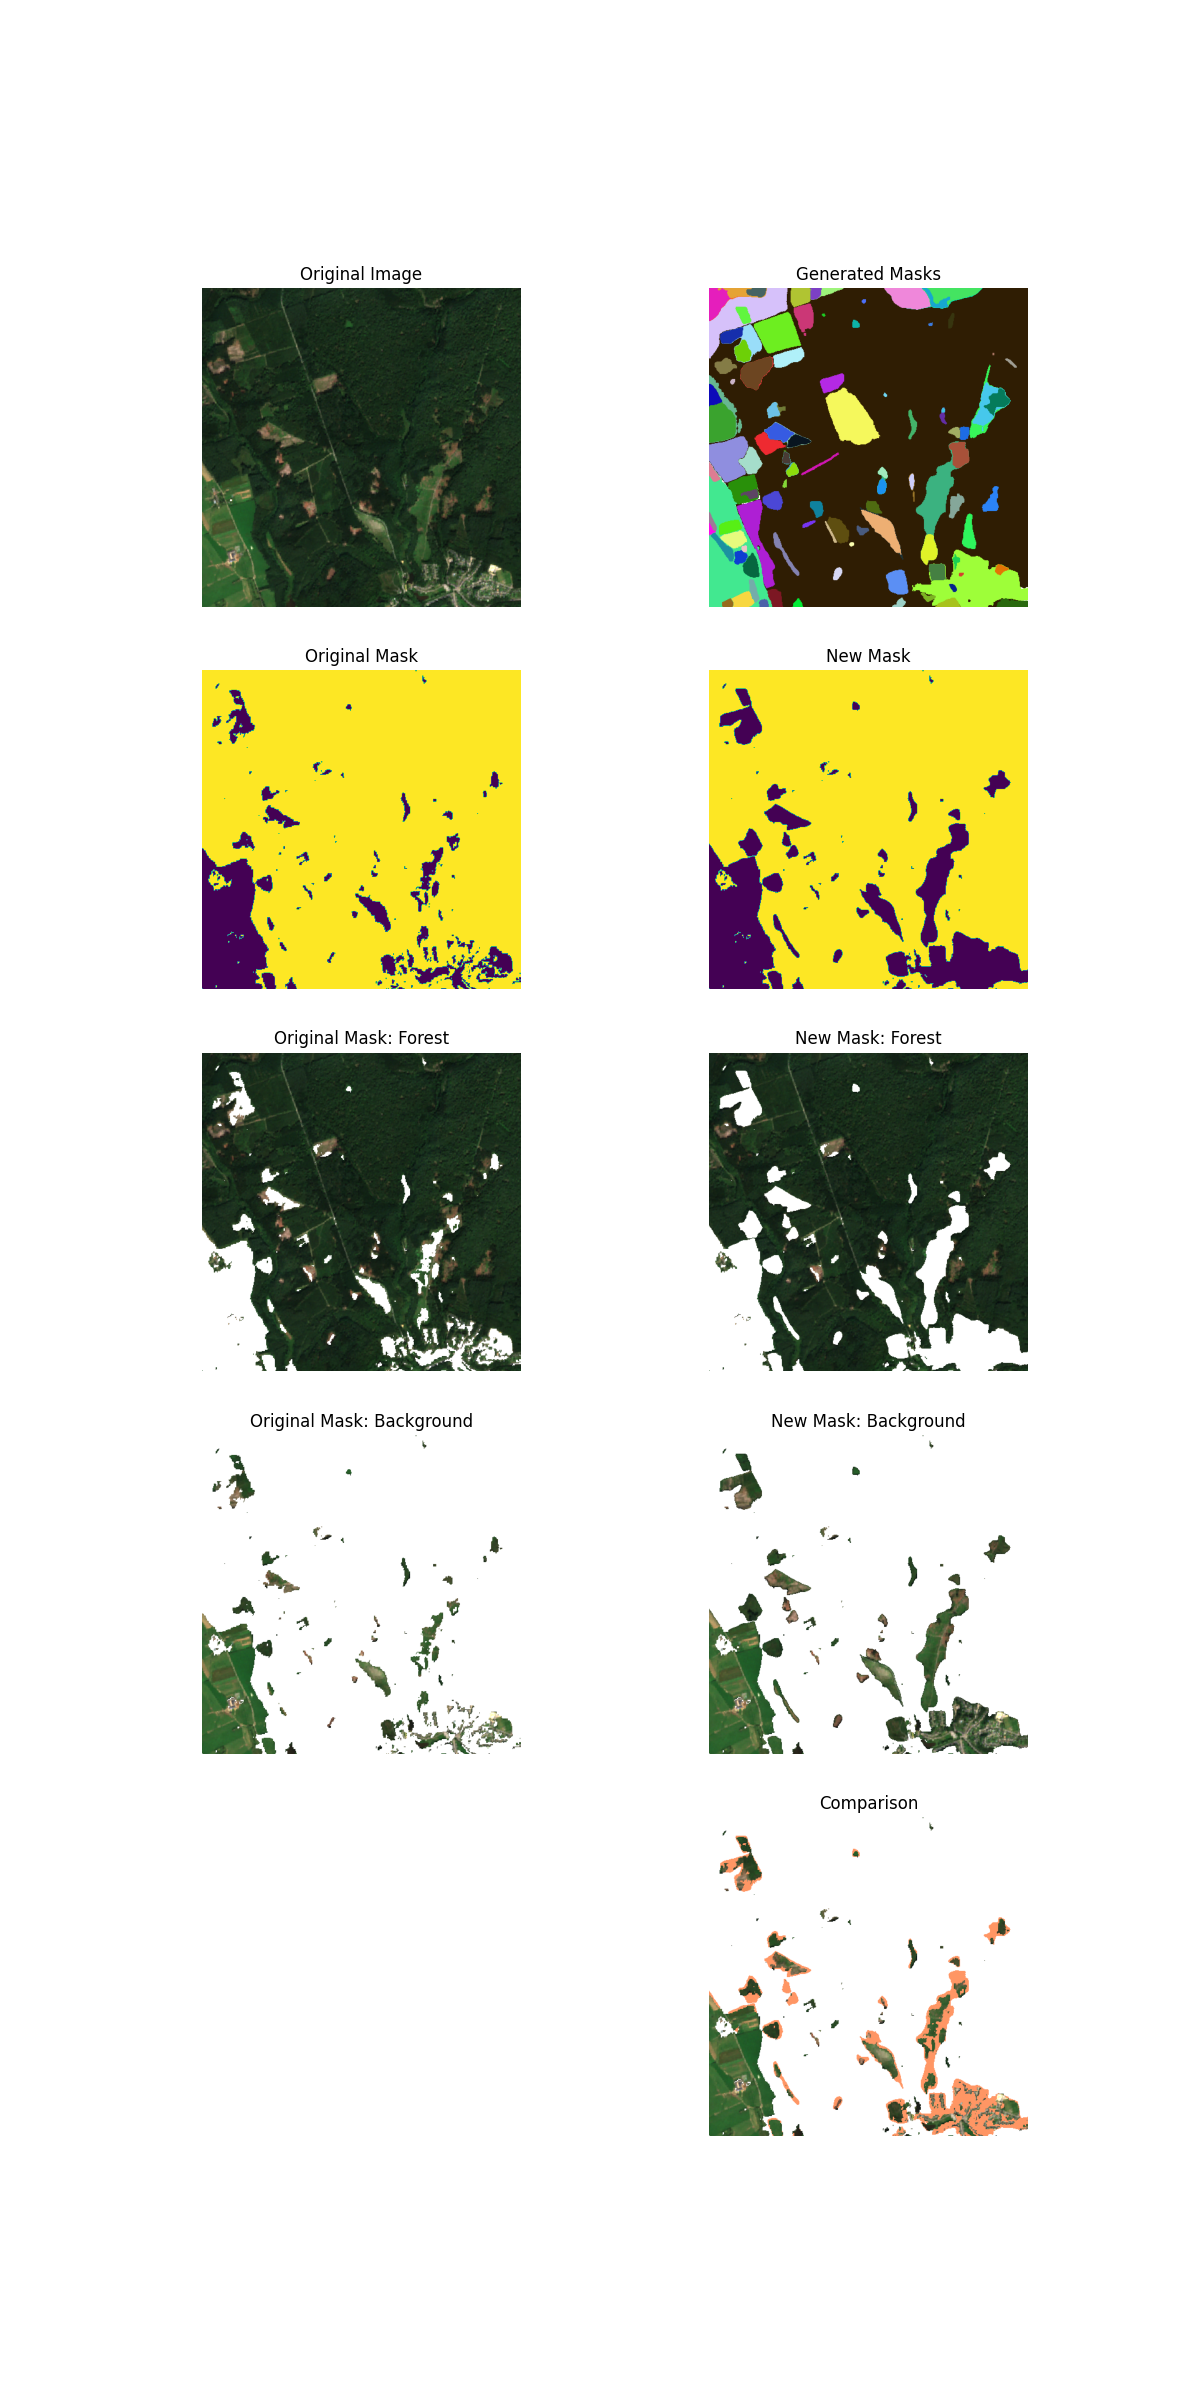 Original Image
Generated Masks
Original Mask
New Mask
Original Mask: Forest
New Mask: Forest
Original Mask: Background
New Mask: Background
Comparison